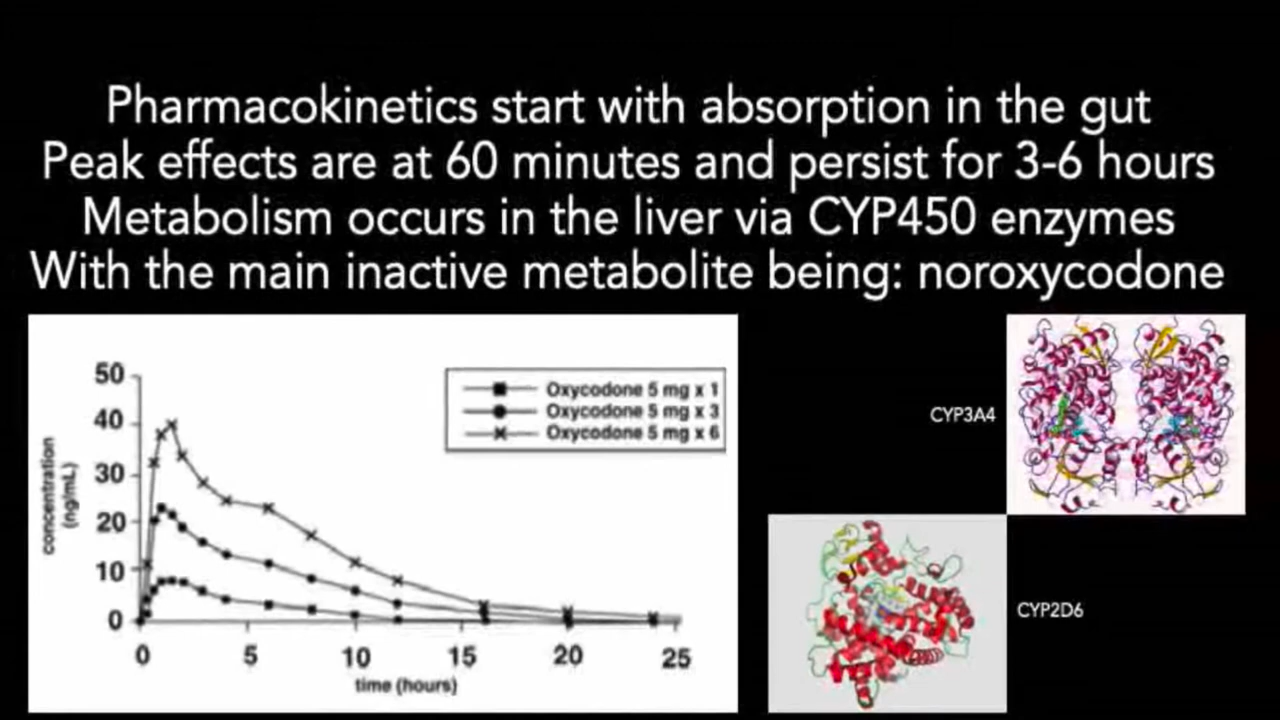 Pharmacokinetics start with absorption in the gut
Peak effects are at 60 minutes and persist for 3-6 hours
Metabolism occurs in the liver via CYP450 enzymes
With the main inactive metabolite being: noroxycodone
50
40
30
20
10
0
concentration
(ng/mL)
Oxycodone 5 mg x 1
Oxycodone 5 mg x 3
Oxycodone 5 mg x 6
0 5 10 15 20 25
time (hours)
CYP3A4
CYP2D6